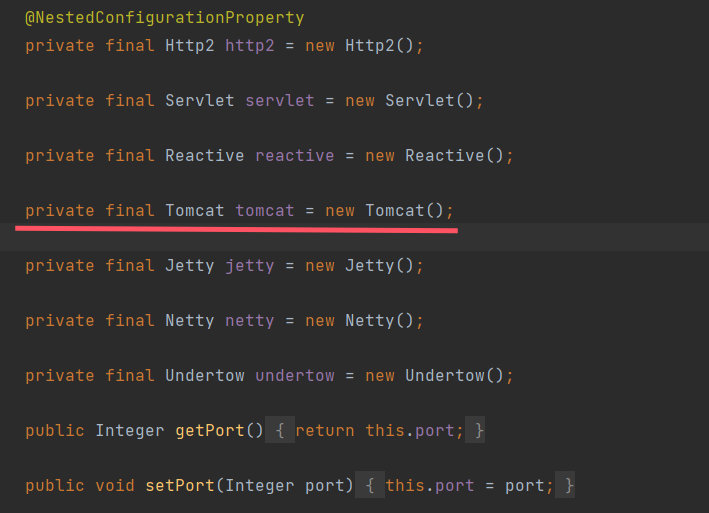 @NestedConfigurationProperty
private final Http2 http2 = new Http2();
private final Servlet servlet = new Servlet();
private final Reactive reactive = new Reactive();
private final Tomcat tomcat = new Tomcat();
private final Jetty jetty = new Jetty();
private final Netty netty = new Netty();
private final Undertow undertow = new Undertow();
public Integer getPort() { return this.port; }
public void setPort(Integer port) { this.port = port; }